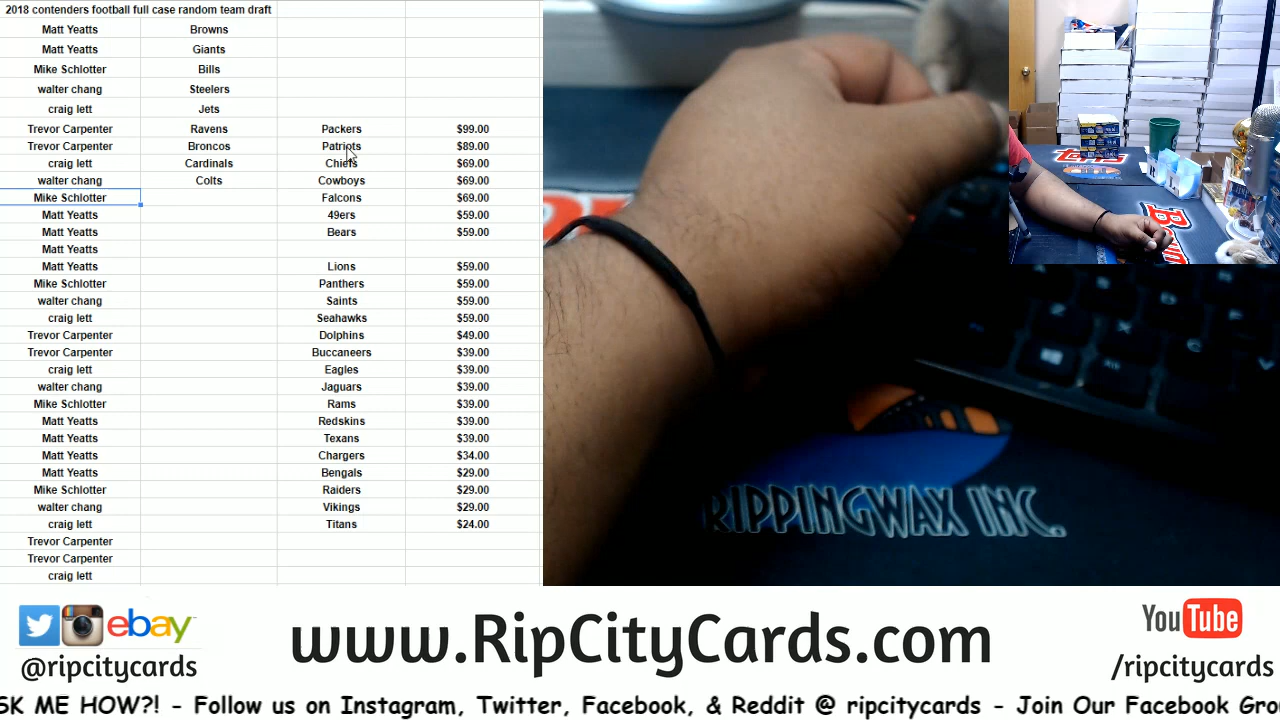 2018 contenders football full case random team draft
Matt Yeatts Browns
Matt Yeatts Giants
Mike Schlotter Bills
walter chang Steelers
craig lett Jets
Trevor Carpenter Ravens Packers $99.00
Trevor Carpenter Broncos Patriots $89.00
craig lett Cardinals Chiefs $69.00
walter chang Colts Cowboys $69.00
Mike Schlotter Falcons $69.00
Matt Yeatts 49ers $59.00
Matt Yeatts Bears $59.00
Matt Yeatts
Matt Yeatts Lions $59.00
Mike Schlotter Panthers $59.00
walter chang Saints $59.00
craig lett Seahawks $59.00
Trevor Carpenter Dolphins $49.00
Trevor Carpenter Buccaneers $39.00
craig lett Eagles $39.00
walter chang Jaguars $39.00
Mike Schlotter Rams $39.00
Matt Yeatts Redskins $39.00
Matt Yeatts Texans $39.00
Matt Yeatts Chargers $34.00
Matt Yeatts Bengals $29.00
Mike Schlotter Raiders $29.00
walter chang Vikings $29.00
craig lett Titans $24.00
Trevor Carpenter
Trevor Carpenter
craig lett
RIPPINGWAX INC.
ebay
@ripcitycards
www.RipCityCards.com
YouTube
/ripcitycards
SK ME HOW?! - Follow us on Instagram, Twitter, Facebook, & Reddit @ ripcitycards - Join Our Facebook Gro